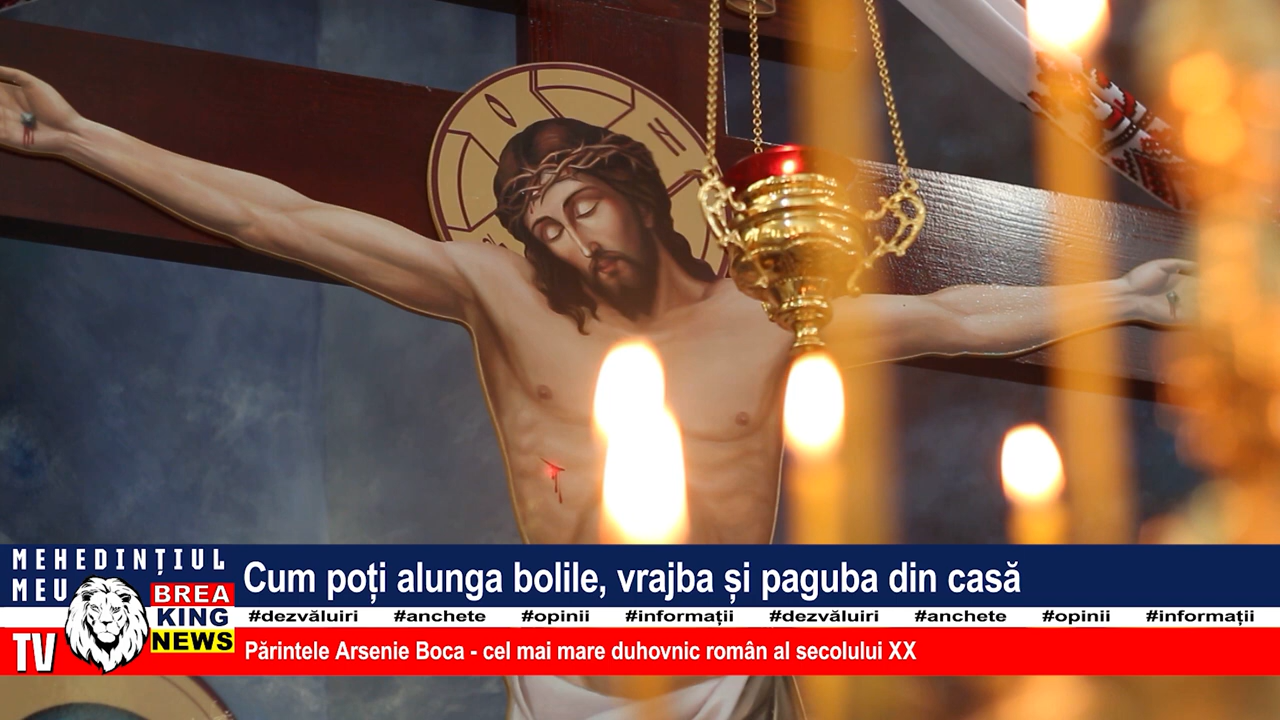 MEHEDINȚIUL
MEU
TV
BREA
KING
NEWS
Cum poți alunga bolile, vrajba și paguba din casă
#dezvăluiri #anchete #opinii #informații #dezvăluiri #anchete #opinii #informații
Părintele Arsenie Boca - cel mai mare duhovnic român al secolului XX